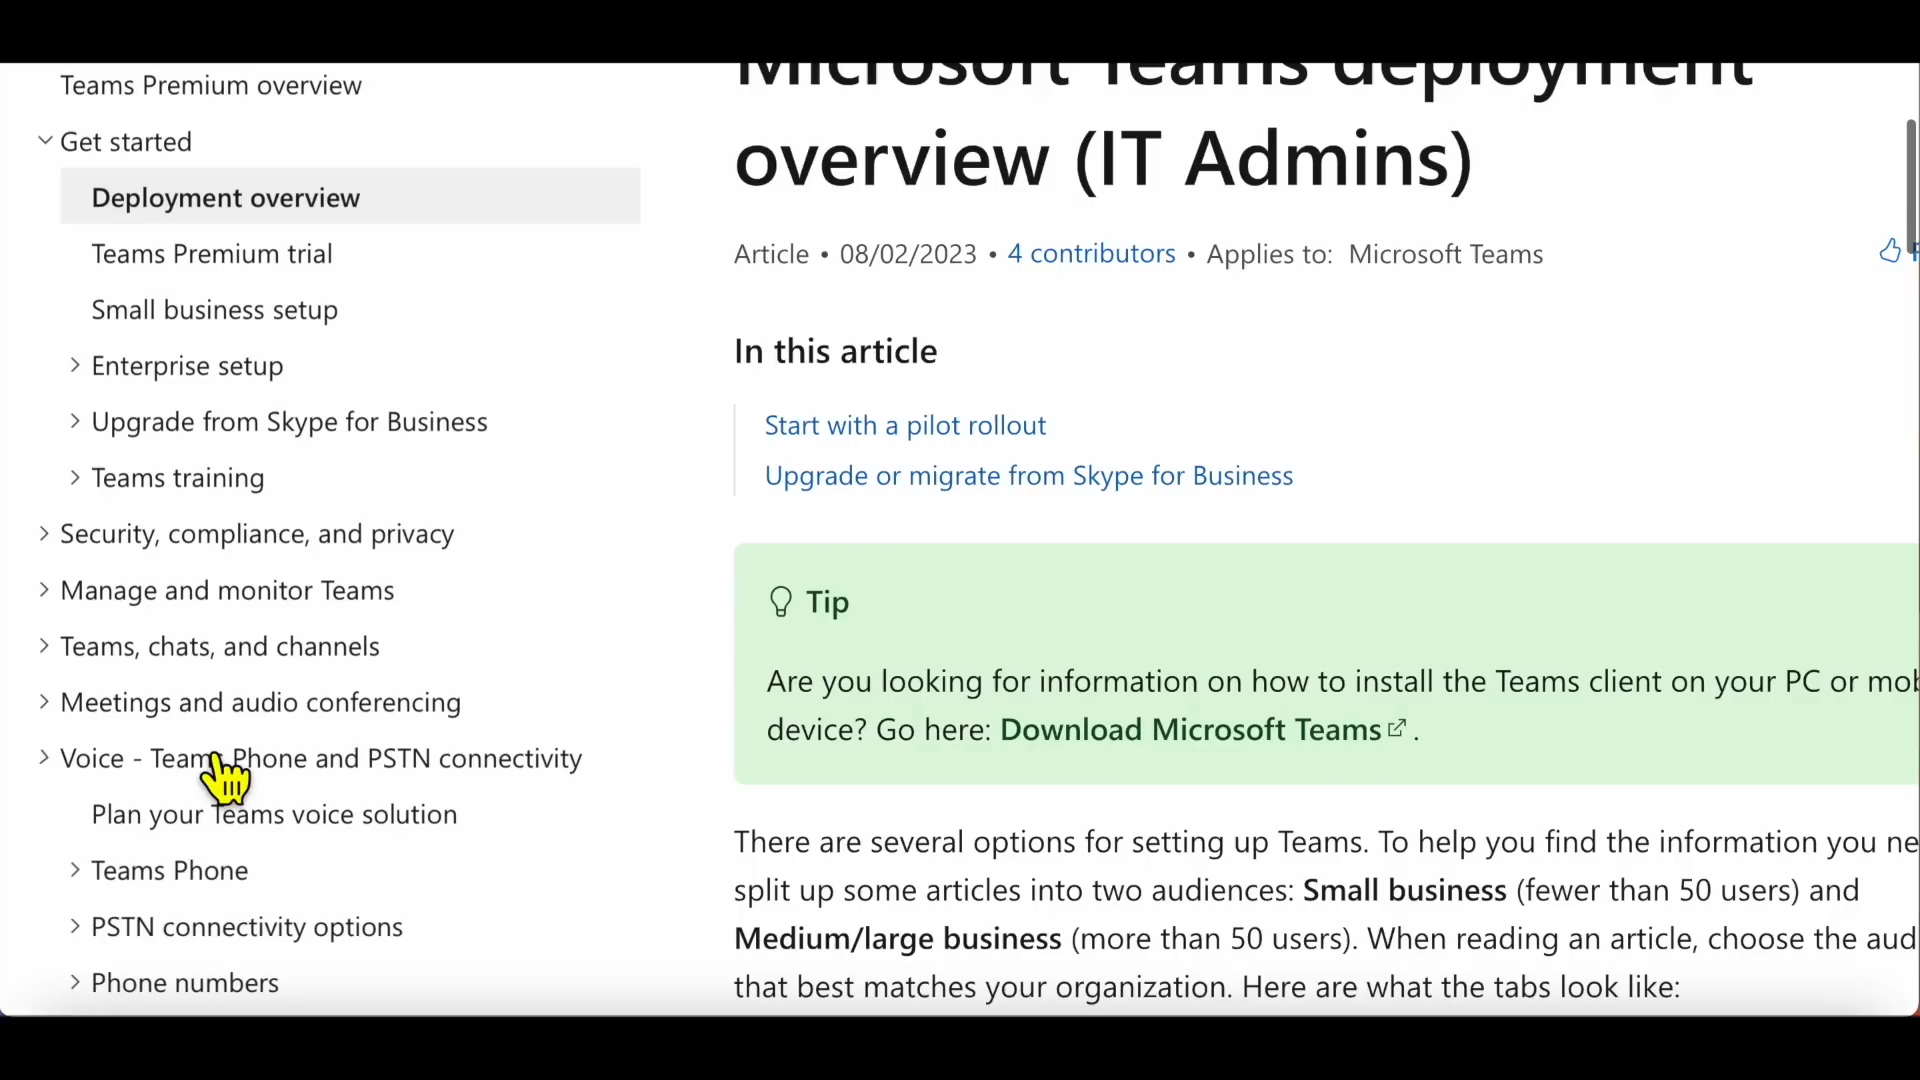 Teams Premium overview
Get started
Deployment overview
Teams Premium trial
Small business setup
Enterprise setup
Upgrade from Skype for Business
Teams training
Security, compliance, and privacy
Manage and monitor Teams
Teams, chats, and channels
Meetings and audio conferencing
Voice - Teams Phone and PSTN connectivity
Plan your Teams voice solution
Teams Phone
PSTN connectivity options
Phone numbers
Microsoft Teams deployment
overview (IT Admins)
Article • 08/02/2023 • 4 contributors • Applies to: Microsoft Teams
In this article
Start with a pilot rollout
Upgrade or migrate from Skype for Business
Tip
Are you looking for information on how to install the Teams client on your PC or
device? Go here: Download Microsoft Teams .
There are several options for setting up Teams. To help you find the information you
split up some articles into two audiences: Small business (fewer than 50 users) and
Medium/large business (more than 50 users). When reading an article, choose the
that best matches your organization. Here are what the tabs look like: